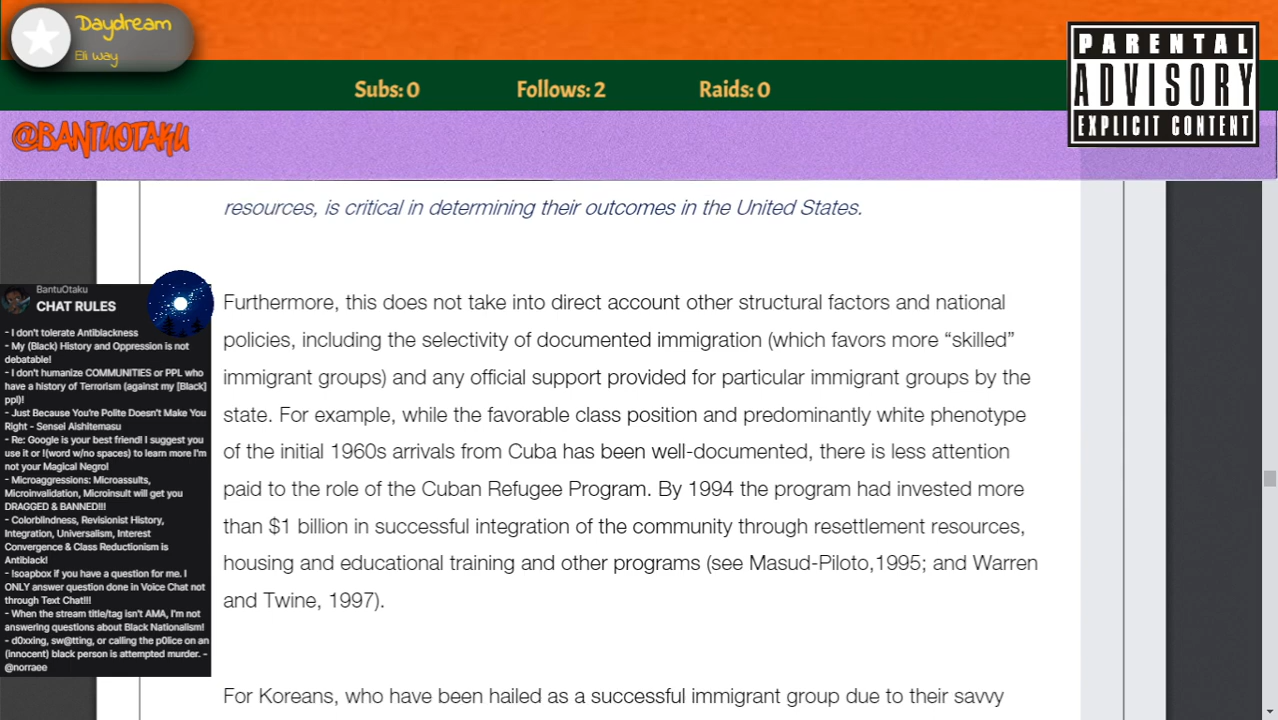 Daydream
Eli way
Subs: 0
Follows: 2
Raids: 0
PARENTAL
ADVISORY
EXPLICIT CONTENT
@BANTUOTAKU
resources, is critical in determining their outcomes in the United States.
Furthermore, this does not take into direct account other structural factors and national
policies, including the selectivity of documented immigration (which favors more “skilled”
immigrant groups) and any official support provided for particular immigrant groups by the
state. For example, while the favorable class position and predominantly white phenotype
of the initial 1960s arrivals from Cuba has been well-documented, there is less attention
paid to the role of the Cuban Refugee Program. By 1994 the program had invested more
than $1 billion in successful integration of the community through resettlement resources,
housing and educational training and other programs (see Masud-Piloto,1995; and Warren
and Twine, 1997).
For Koreans, who have been hailed as a successful immigrant group due to their savvy
BantuOtaku
CHAT RULES
- I don't tolerate Antiblackness
- My (Black) History and Oppression is not
debatable!
- I don't humanize COMMUNITIES or PPL who
have a history of Terrorism (against my [Black]
ppl)!
- Just Because You're Polite Doesn't Make You
Right - Sensei Aishitemasu
- Re: Google is your best friend! I suggest you
use it or !(word w/no spaces) to learn more I'm
not your Magical Negro!
- Microaggressions: Microassults,
Microinvalidation, Microinsult will get you
DRAGGED & BANNED!!!
- Colorblindness, Revisionist History,
Integration, Universalism, Interest
Convergence & Class Reductionism is
Antiblack!
- !soapbox if you have a question for me. I
ONLY answer question done in Voice Chat not
through Text Chat!!!
- When the stream title/tag isn't AMA, I'm not
answering questions about Black Nationalism!
- d0xxing, sw@tting, or calling the p0lice on an
(innocent) black person is attempted murder. -
@norraee